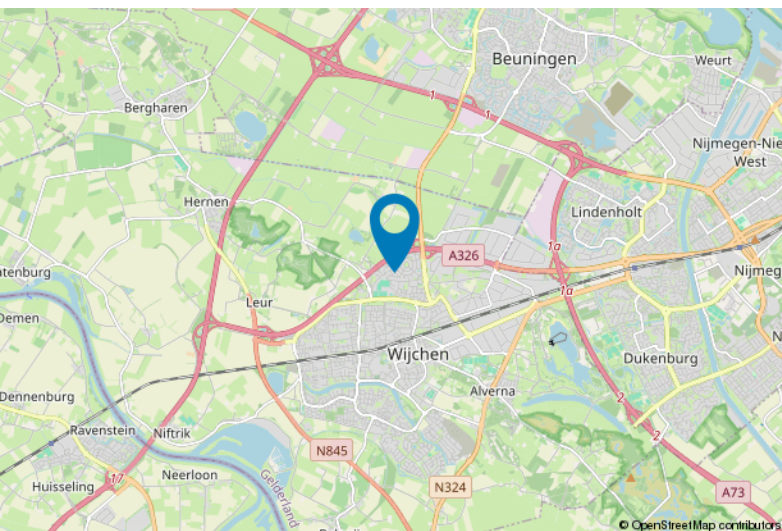 Beuningen
Weurt
1
Bergharen
1
Nijmegen-Nie
West
Hernen
Lindenholt
1a
A326
Nijmeg
atenburg
1a
Leur
Demen
Wijchen
Dukenburg
Alverna
Dennenburg
2
Ravenstein
Niftrik
2
N845
17
Neerloon
Huisseling
Gelderland
N324
A73
© OpenStreetMap contributors